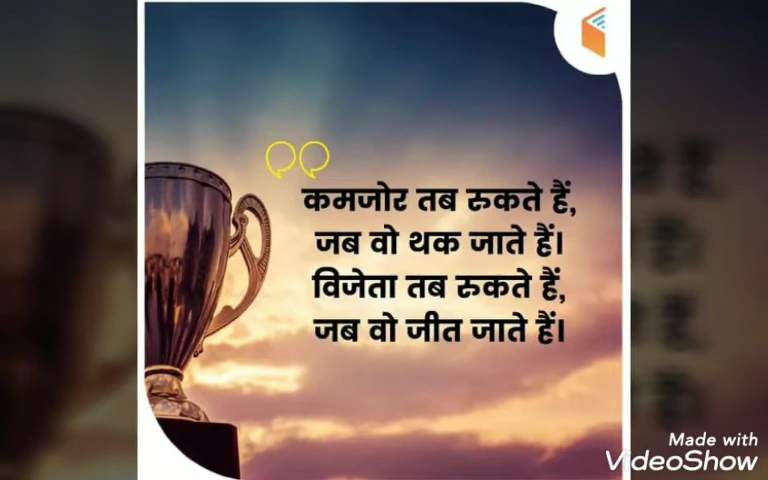 कमजोर तब रुकते हैं,
जब वो थक जाते हैं।
विजेता तब रुकते हैं,
जब वो जीत जाते हैं।
Made with
VideoShow